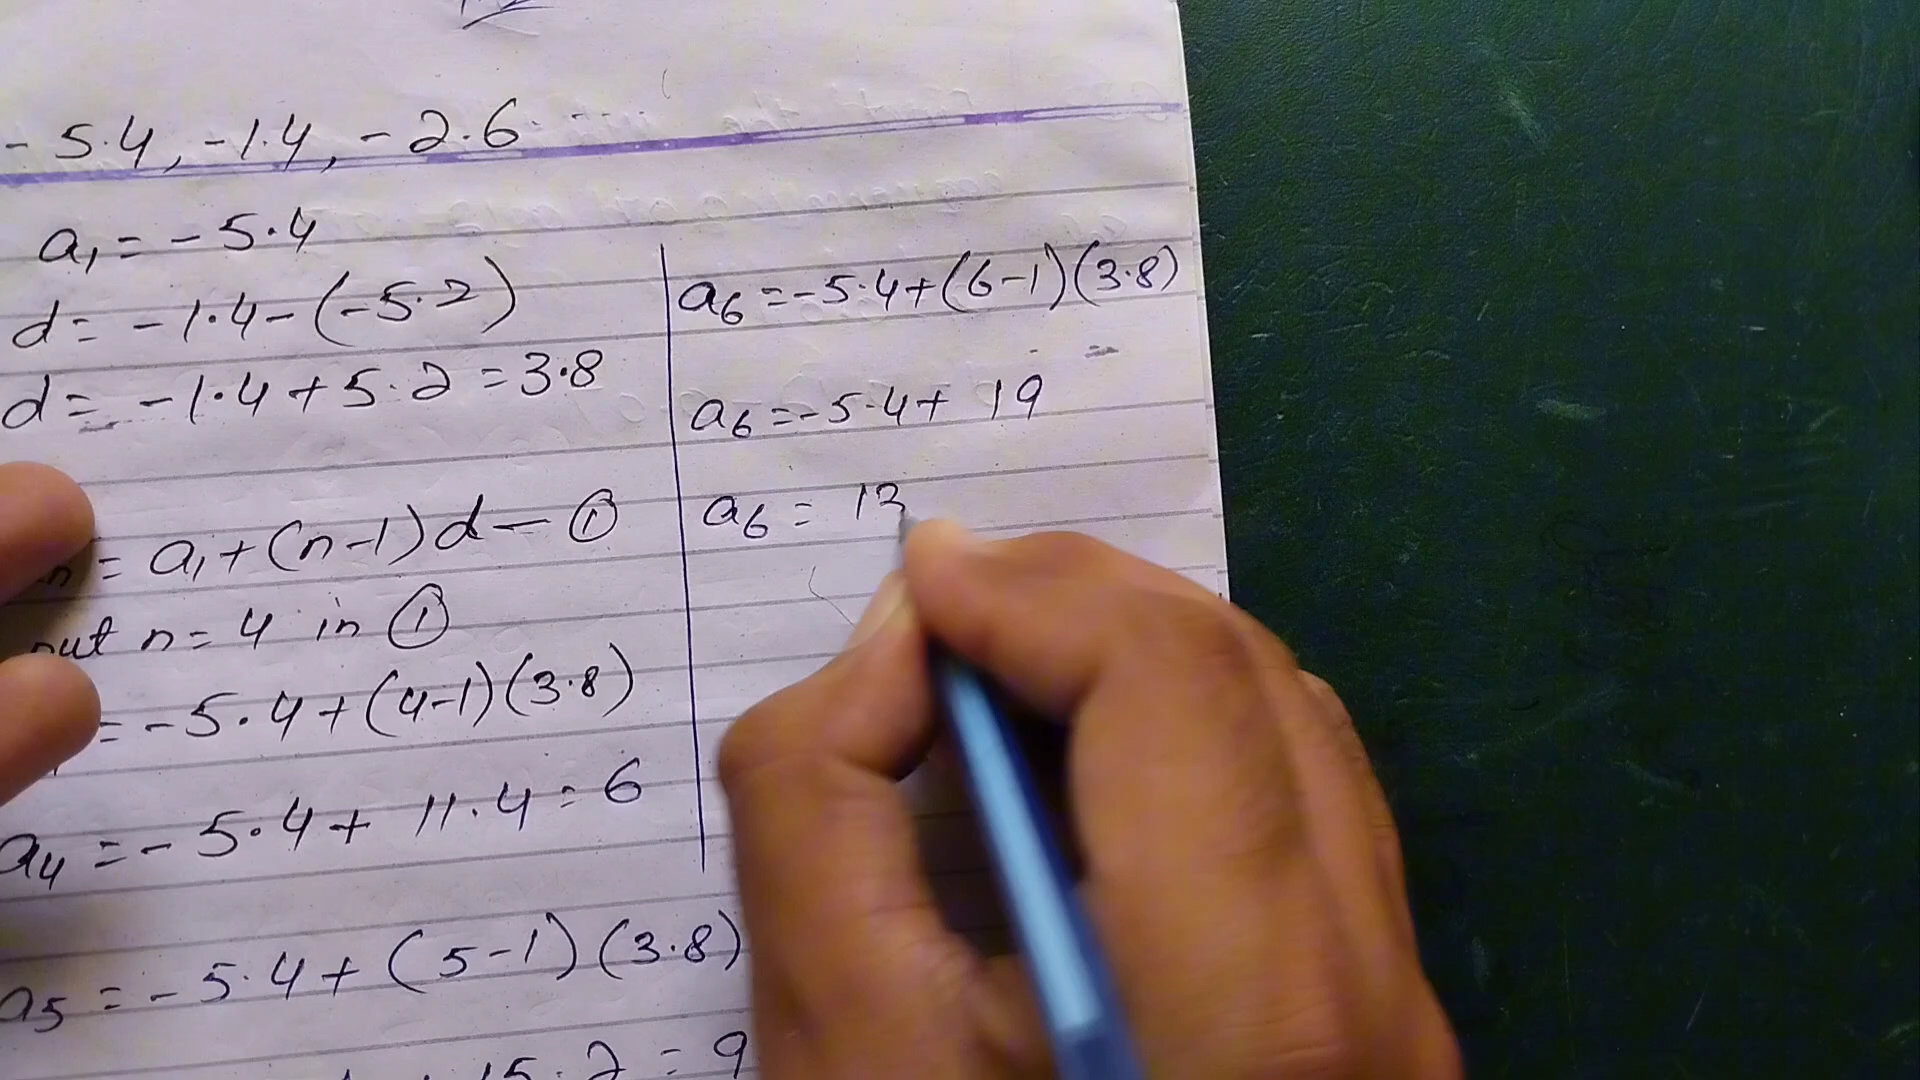 - 5.4, -1.4, -2.6 ....
a₁ = -5.4
d = -1.4-(-5.2)
d = -1.4+5.2 = 3.8
n = a₁+(n-1)d — ①
put n=4 in ①
= -5.4+(4-1)(3.8)
a₄ = -5.4+ 11.4 = 6
a₅ = -5.4+(5-1)(3.8)
15.2 = 9
a₆ = -5.4+(6-1)(3.8)
a₆ = -5.4+ 19
a₆ = 13